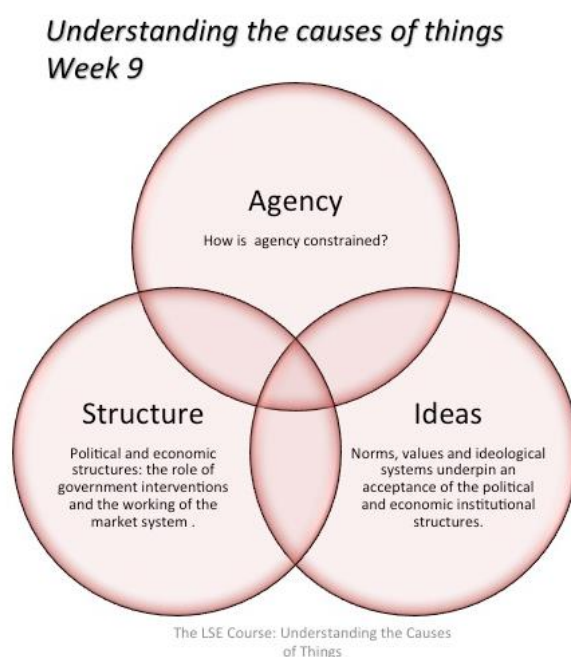 Understanding the causes of things
Week 9
Agency
How is agency constrained?
Structure
Political and economic
structures: the role of
government interventions
and the working of the
market system .
Ideas
Norms, values and ideological
systems underpin an
acceptance of the political
and economic institutional
structures.
The LSE Course: Understanding the Causes
of Things